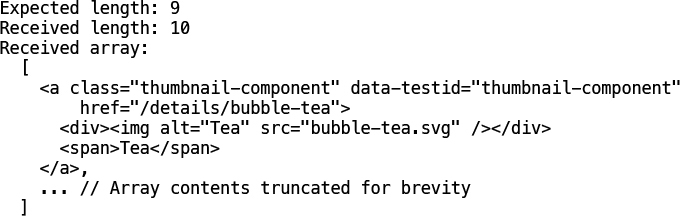 Expected length: 9
Received length: 10
Received array:
[
<a class="thumbnail-component" data-testid="thumbnail-component"
href="/details/bubble-tea">
<div><img alt="Tea" src="bubble-tea.svg" /></div>
<span>Tea</span>
</a>,
... // Array contents truncated for brevity
]